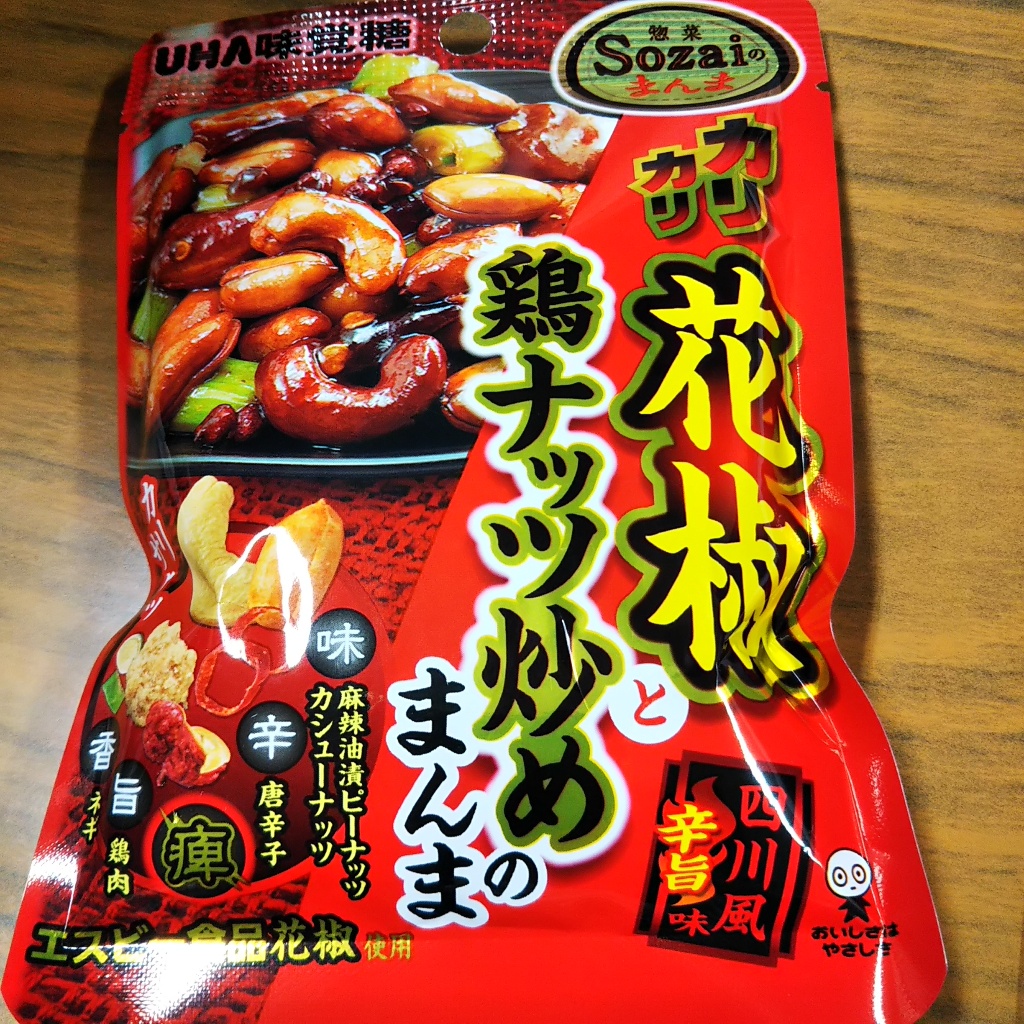 UHA味覚糖
惣菜
Sozaiの
まんま
カリ
カリ
花椒
と
鶏ナッツ炒めの
まんま
四川風
辛旨味
味
麻辣油漬ピーナッツ
カシューナッツ
辛
唐辛子
旨
鶏肉
香
ネギ
痺
エスビー食品花椒使用
おいしさは
やさしさ